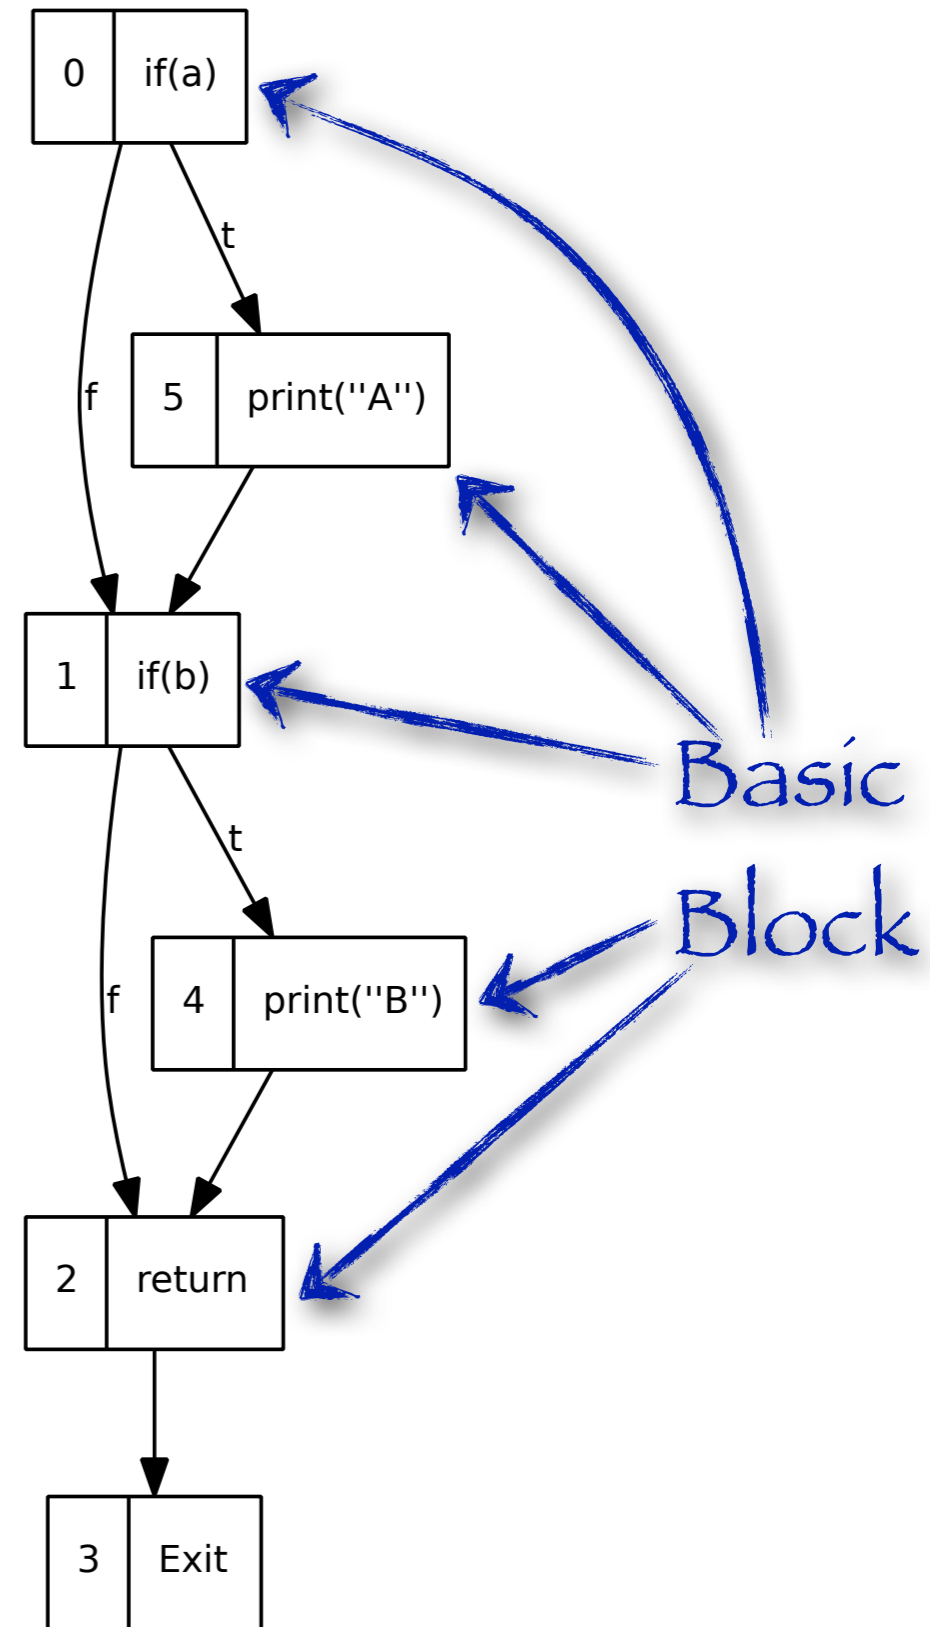 0 if(a)
t
f
5 print(''A'')
1 if(b)
Basic
t
Block
f
4 print(''B'')
2 return
3 Exit